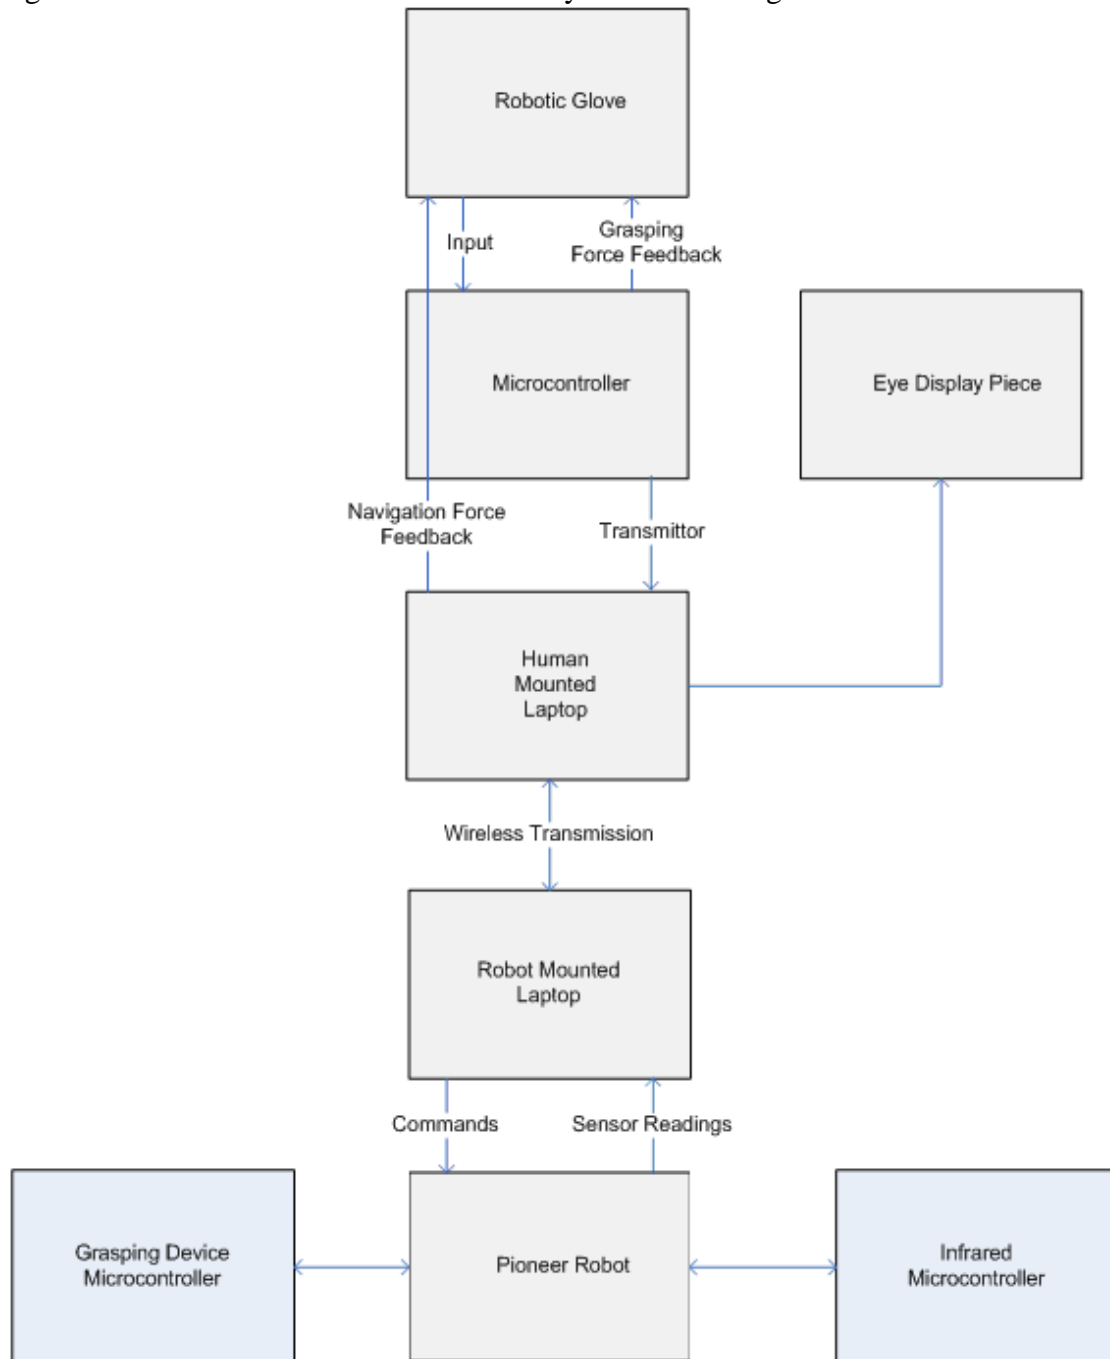 Robotic Glove
Input
Grasping
Force Feedback
Microcontroller
Eye Display Piece
Navigation Force
Feedback
Transmittor
Human
Mounted
Laptop
Wireless Transmission
Robot Mounted
Laptop
Commands
Sensor Readings
Grasping Device
Microcontroller
Pioneer Robot
Infrared
Microcontroller